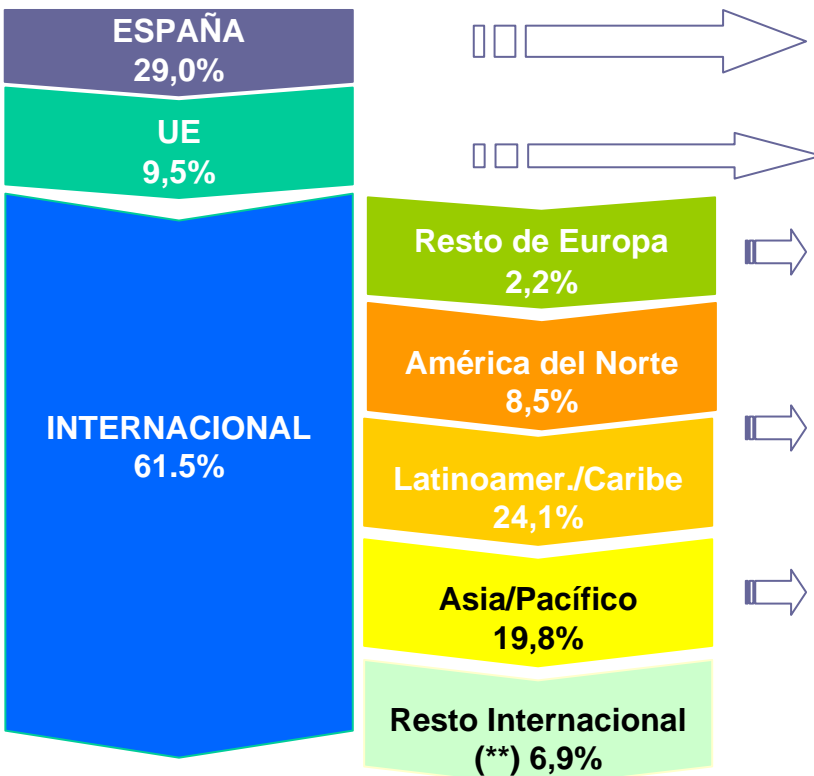 ESPAÑA
29,0%
UE
9,5%
INTERNACIONAL
61.5%
Resto de Europa
2,2%
América del Norte
8,5%
Latinoamer./Caribe
24,1%
Asia/Pacífico
19,8%
Resto Internacional
(**) 6,9%